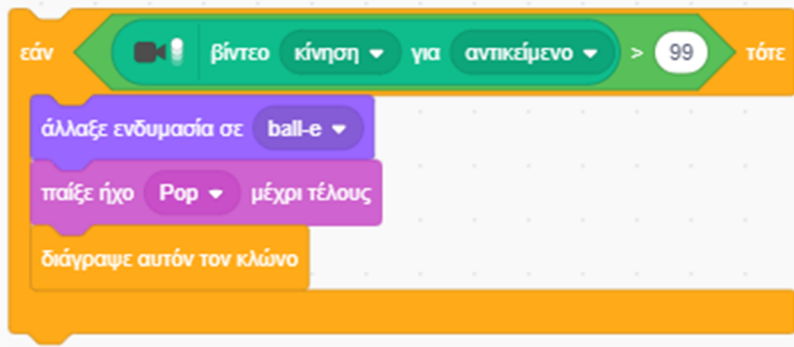 εάν βίντεο κίνηση για αντικείμενο > 99 τότε
άλλαξε ενδυμασία σε ball-e
παίξε ήχο Pop μέχρι τέλους
διάγραψε αυτόν τον κλώνο